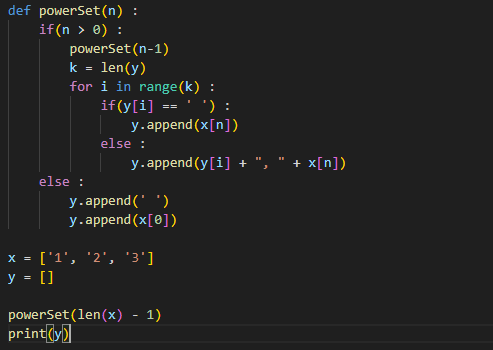 def powerSet(n) :
    if(n > 0) :
        powerSet(n-1)
        k = len(y)
        for i in range(k) :
            if(y[i] == ' ') :
                y.append(x[n])
            else :
                y.append(y[i] + ", " + x[n])
    else :
        y.append(' ')
        y.append(x[0])

x = ['1', '2', '3']
y = []

powerSet(len(x) - 1)
print(y)